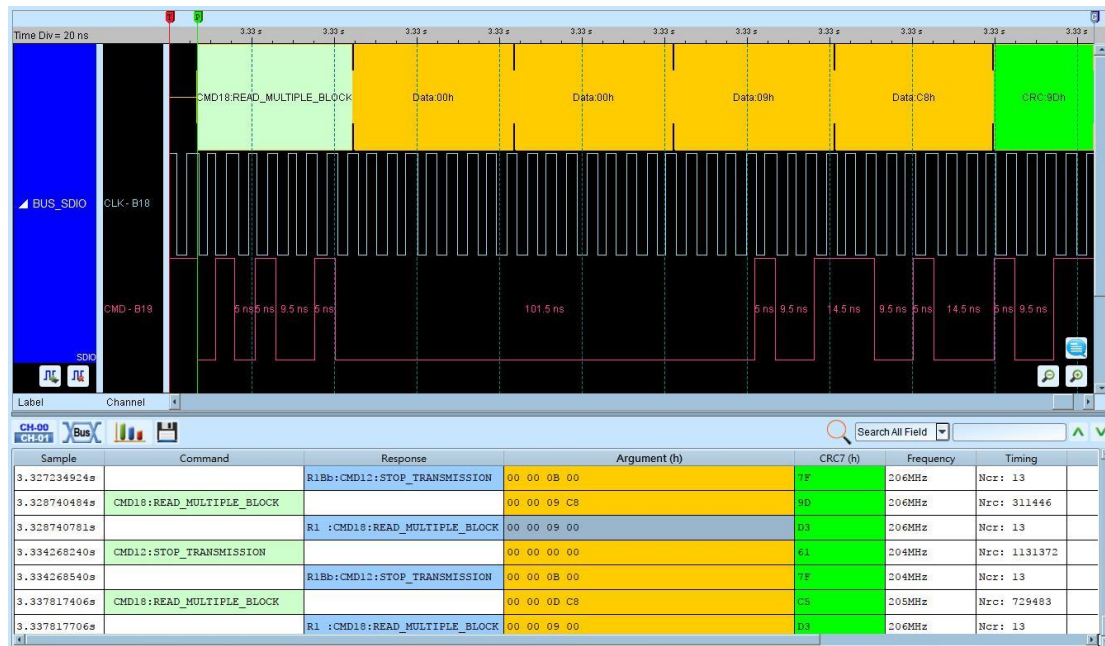 T D C
Time Div= 20 ns 3.33 s 3.33 s 3.33 s 3.33 s 3.33 s 3.33 s 3.33 s 3.33 s 3.33 s 3.33 s 3.33 s
CMD18:READ_MULTIPLE_BLOCK Data:00h Data:00h Data:09h Data:C8h CRC:9Dh
BUS_SDIO CLK - B18
CMD - B19 5 ns 5 ns 9.5 ns 5 ns 101.5 ns 5 ns 9.5 ns 14.5 ns 9.5 ns 5 ns 14.5 ns 5 ns 9.5 ns
SDIO
Label Channel
CH-00 CH-01 Bus Search All Field
Sample Command Response Argument (h) CRC7 (h) Frequency Timing
3.327234924s R1Bb:CMD12:STOP_TRANSMISSION 00 00 0B 00 7F 206MHz Ncr: 13
3.328740484s CMD18:READ_MULTIPLE_BLOCK 00 00 09 C8 9D 206MHz Nrc: 311446
3.328740781s R1 :CMD18:READ_MULTIPLE_BLOCK 00 00 09 00 D3 206MHz Ncr: 13
3.334268240s CMD12:STOP_TRANSMISSION 00 00 00 00 61 204MHz Nrc: 1131372
3.334268540s R1Bb:CMD12:STOP_TRANSMISSION 00 00 0B 00 7F 204MHz Ncr: 13
3.337817406s CMD18:READ_MULTIPLE_BLOCK 00 00 0D C8 C5 205MHz Nrc: 729483
3.337817706s R1 :CMD18:READ_MULTIPLE_BLOCK 00 00 09 00 D3 206MHz Ncr: 13